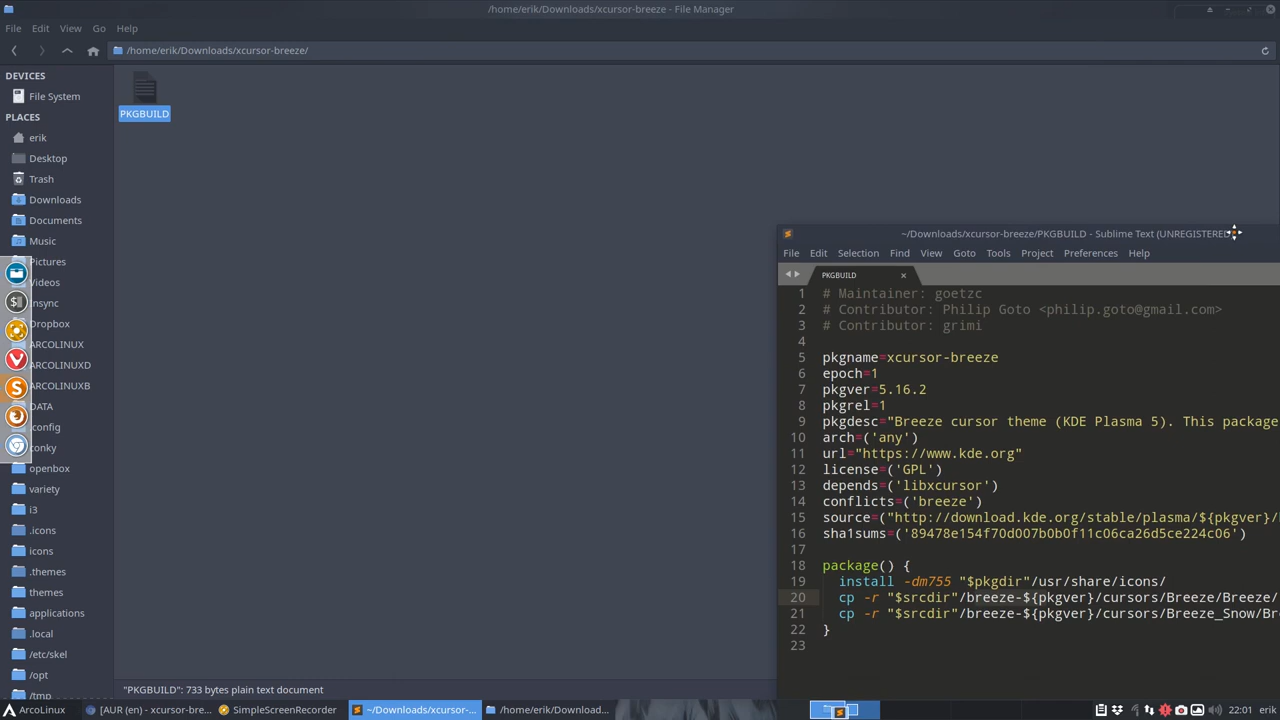 /home/erik/Downloads/xcursor-breeze - File Manager
File Edit View Go Help
/home/erik/Downloads/xcursor-breeze/
DEVICES
File System
PLACES
erik
Desktop
Trash
Downloads
Documents
Music
Pictures
Videos
Insync
Dropbox
ARCOLINUX
ARCOLINUXD
ARCOLINUXB
DATA
.config
conky
openbox
variety
i3
.icons
icons
.themes
themes
applications
.local
/etc/skel
/opt
/tmp
PKGBUILD
"PKGBUILD": 733 bytes plain text document
~/Downloads/xcursor-breeze/PKGBUILD - Sublime Text (UNREGISTERED)
File Edit Selection Find View Goto Tools Project Preferences Help
PKGBUILD
1 # Maintainer: goetzc
2 # Contributor: Philip Goto <philip.goto@gmail.com>
3 # Contributor: grimi
4
5 pkgname=xcursor-breeze
6 epoch=1
7 pkgver=5.16.2
8 pkgrel=1
9 pkgdesc="Breeze cursor theme (KDE Plasma 5). This package
10 arch=('any')
11 url="https://www.kde.org"
12 license=('GPL')
13 depends=('libxcursor')
14 conflicts=('breeze')
15 source=("http://download.kde.org/stable/plasma/${pkgver}/
16 sha1sums=('89478e154f70d007b0b0f11c06ca26d5ce224c06')
17
18 package() {
19 install -dm755 "$pkgdir"/usr/share/icons/
20 cp -r "$srcdir"/breeze-${pkgver}/cursors/Breeze/Breeze/
21 cp -r "$srcdir"/breeze-${pkgver}/cursors/Breeze_Snow/Br
22 }
23
ArcoLinux [AUR (en) - xcursor-bre... SimpleScreenRecorder ~/Downloads/xcursor-... /home/erik/Download... 22:01 erik